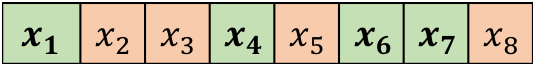 x₁ x₂ x₃ x₄ x₅ x₆ x₇ x₈